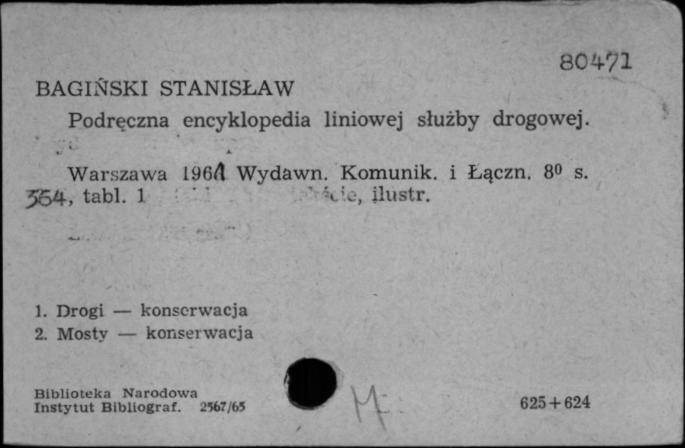 80471
BAGIŃSKI STANISŁAW
Podręczna encyklopedia liniowej służby drogowej.
Warszawa 1961 Wydawn. Komunik. i Łączn. 8⁰ s.
, tabl. 1 ilustr.
1. Drogi — konserwacja
2. Mosty — konserwacja
Biblioteka Narodowa
Instytut Bibliograf. 2567/65
M
625+624